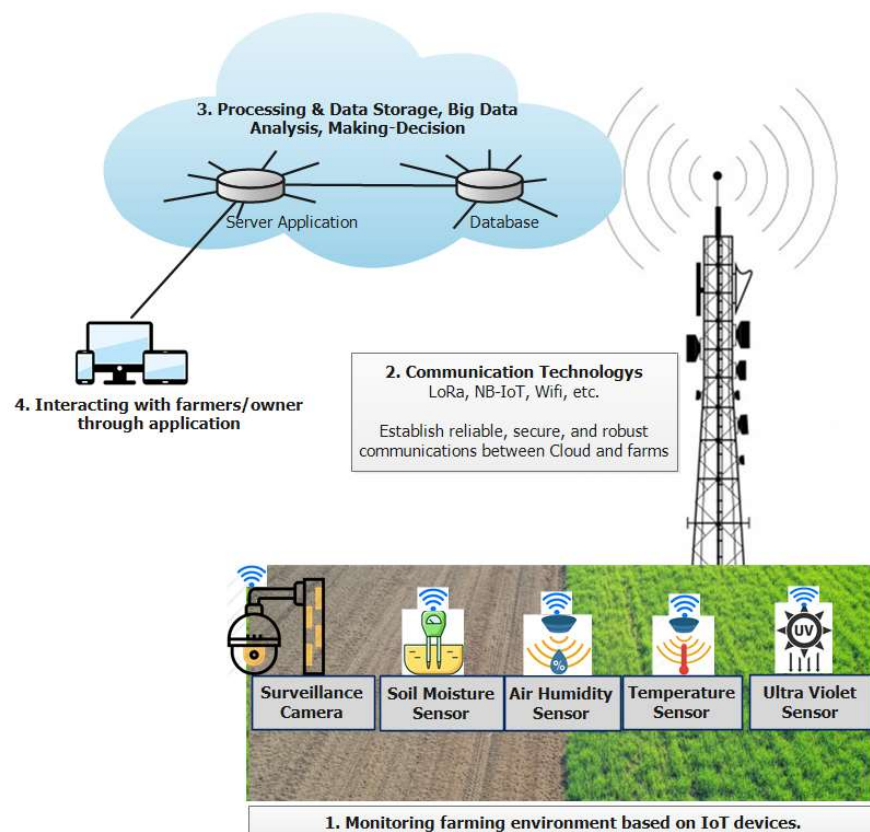 3. Processing & Data Storage, Big Data
Analysis, Making-Decision
Server Application
Database
2. Communication Technologys
LoRa, NB-IoT, Wifi, etc.
Establish reliable, secure, and robust
communications between Cloud and farms
4. Interacting with farmers/owner
through application
%
UV
Surveillance
Camera
Soil Moisture
Sensor
Air Humidity
Sensor
Temperature
Sensor
Ultra Violet
Sensor
1. Monitoring farming environment based on IoT devices.